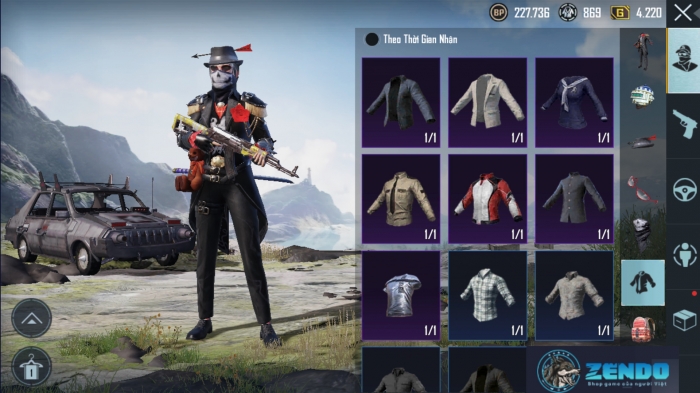 BP 227.736 869 G 4.220
Theo Thời Gian Nhận
1/1 1/1 1/1
1/1 1/1 1/1
1/1 1/1 1/1
ZENDO
Shop game của người Việt